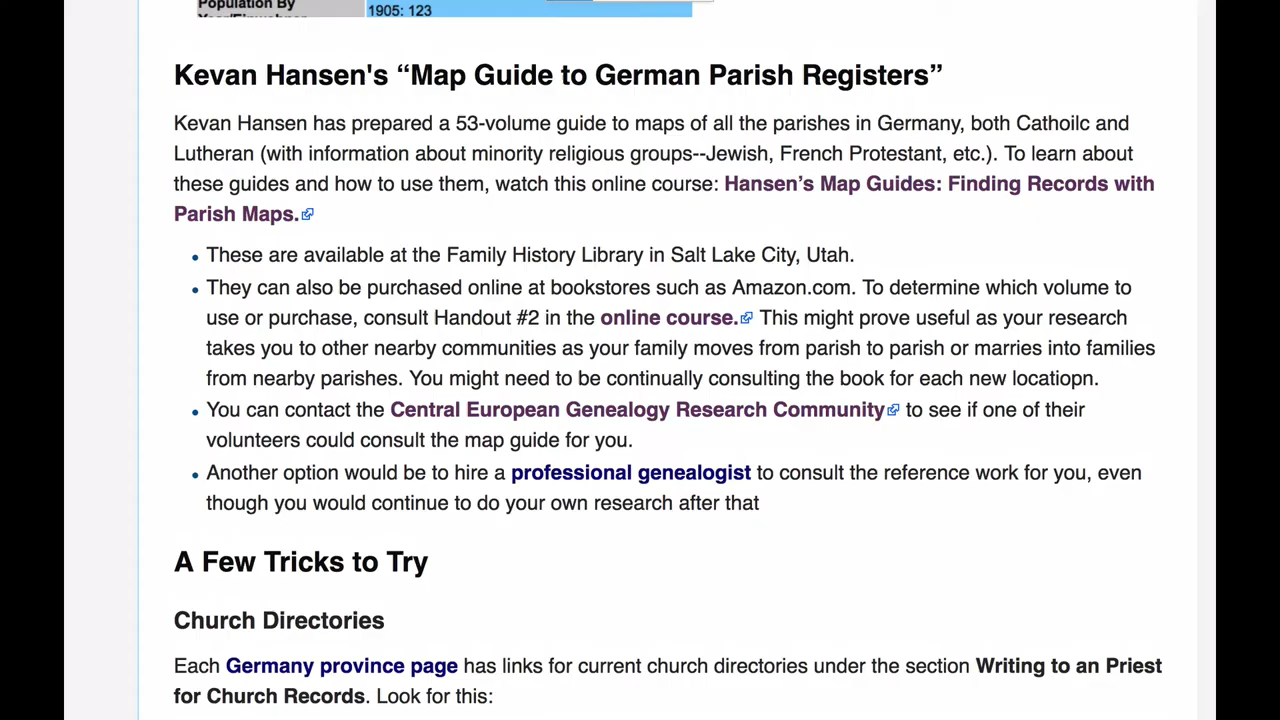 Population By
Year/Einwohner
1905: 123
Kevan Hansen's “Map Guide to German Parish Registers”
Kevan Hansen has prepared a 53-volume guide to maps of all the parishes in Germany, both Cathoilc and
Lutheran (with information about minority religious groups--Jewish, French Protestant, etc.). To learn about
these guides and how to use them, watch this online course: Hansen’s Map Guides: Finding Records with
Parish Maps.
• These are available at the Family History Library in Salt Lake City, Utah.
• They can also be purchased online at bookstores such as Amazon.com. To determine which volume to
use or purchase, consult Handout #2 in the online course. This might prove useful as your research
takes you to other nearby communities as your family moves from parish to parish or marries into families
from nearby parishes. You might need to be continually consulting the book for each new locatiopn.
• You can contact the Central European Genealogy Research Community to see if one of their
volunteers could consult the map guide for you.
• Another option would be to hire a professional genealogist to consult the reference work for you, even
though you would continue to do your own research after that
A Few Tricks to Try
Church Directories
Each Germany province page has links for current church directories under the section Writing to an Priest
for Church Records. Look for this: